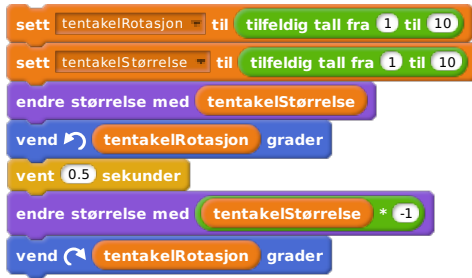 sett tentakelRotasjon til tilfeldig tall fra 1 til 10
sett tentakelStørrelse til tilfeldig tall fra 1 til 10
endre størrelse med tentakelStørrelse
vend tentakelRotasjon grader
vent 0.5 sekunder
endre størrelse med tentakelStørrelse * -1
vend tentakelRotasjon grader